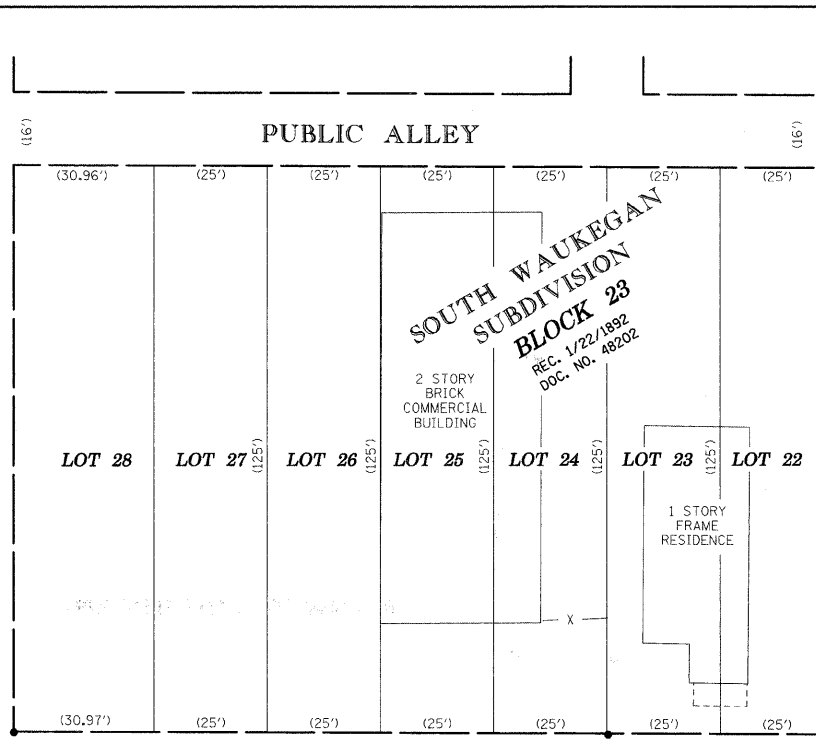 (16')
PUBLIC ALLEY
(16')
(30.96')
(25')
(25')
(25')
(25')
(25')
(25')
SOUTH WAUKEGAN
SUBDIVISION
BLOCK 23
REC. 1/22/1892
DOC. NO. 48202
2 STORY
BRICK
COMMERCIAL
BUILDING
LOT 28
LOT 27
(125')
LOT 26
(125')
LOT 25
(125')
LOT 24
(125')
LOT 23
(125')
LOT 22
1 STORY
FRAME
RESIDENCE
X
(30.97')
(25')
(25')
(25')
(25')
(25')
(25')